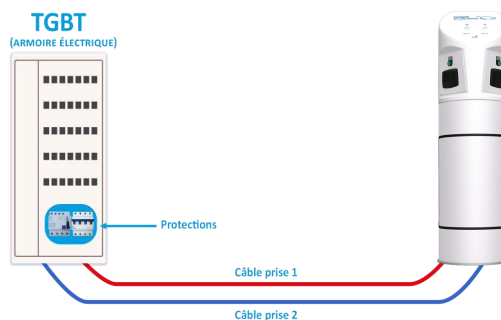 TGBT
(ARMOIRE ÉLECTRIQUE)
Protections
Câble prise 1
Câble prise 2